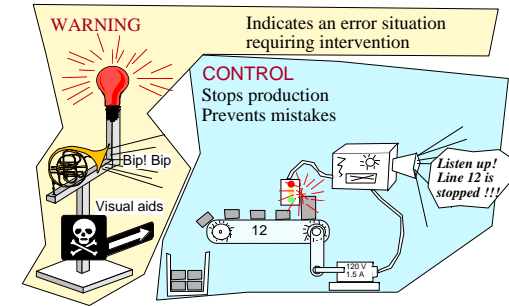 WARNING
Indicates an error situation
requiring intervention
CONTROL
Stops production
Prevents mistakes
Bip! Bip
Visual aids
Listen up!
Line 12 is
stopped !!!
12
120 V
1.5 A